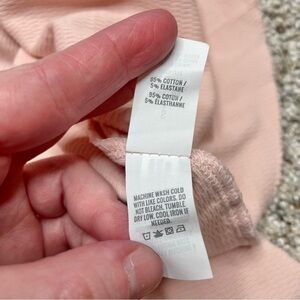 95% COTTON /
5% ELASTANE
95% COTON /
5% ÉLASTHANNE
MACHINE WASH COLD
WITH LIKE COLORS. DO
NOT BLEACH. TUMBLE
DRY LOW. COOL IRON IF
NEEDED.